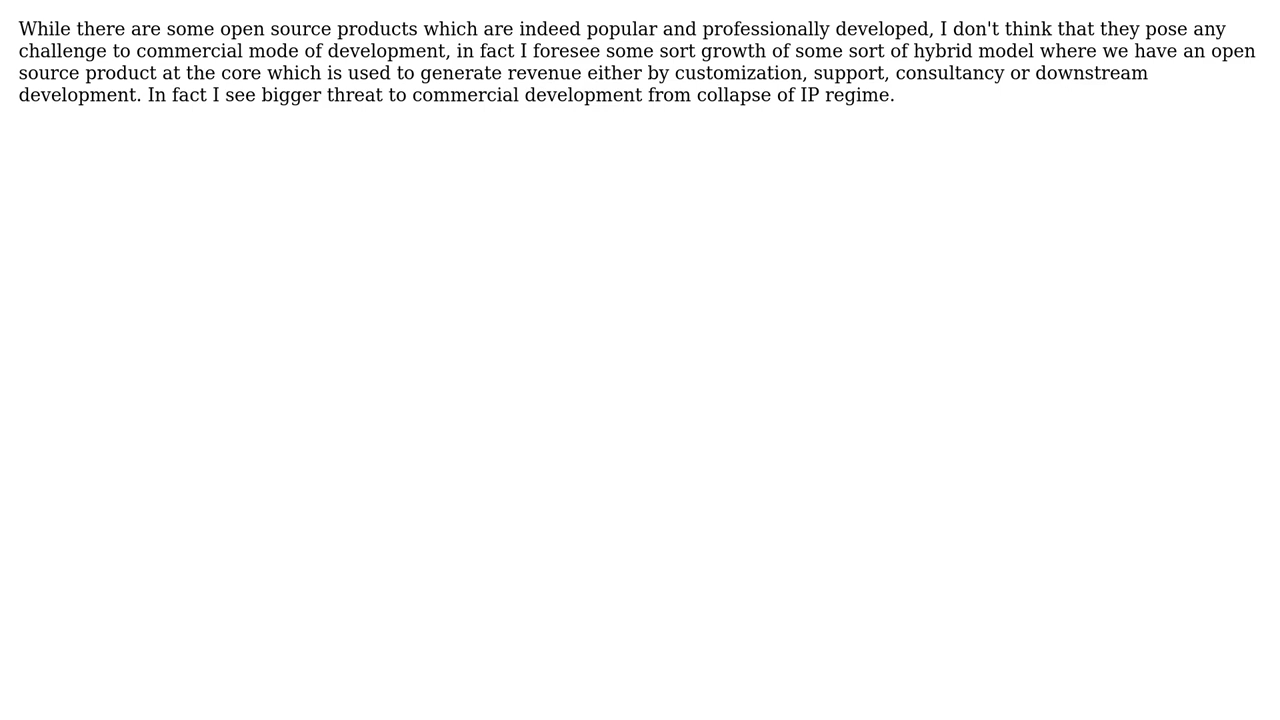 While there are some open source products which are indeed popular and professionally developed, I don't think that they pose any
challenge to commercial mode of development, in fact I foresee some sort growth of some sort of hybrid model where we have an open
source product at the core which is used to generate revenue either by customization, support, consultancy or downstream
development. In fact I see bigger threat to commercial development from collapse of IP regime.